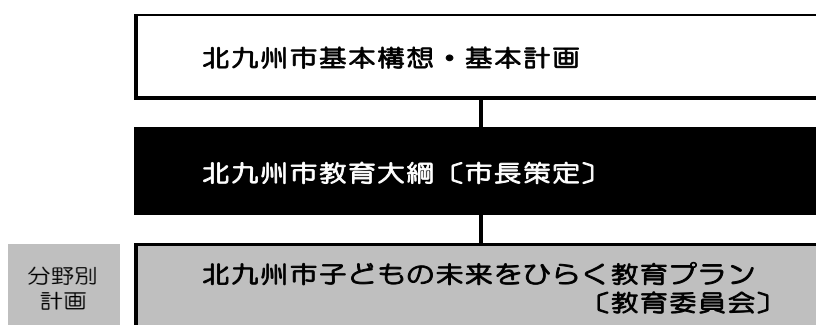 北九州市基本構想・基本計画
北九州市教育大綱〔市長策定〕
分野別
計画
北九州市子どもの未来をひらく教育プラン
〔教育委員会〕